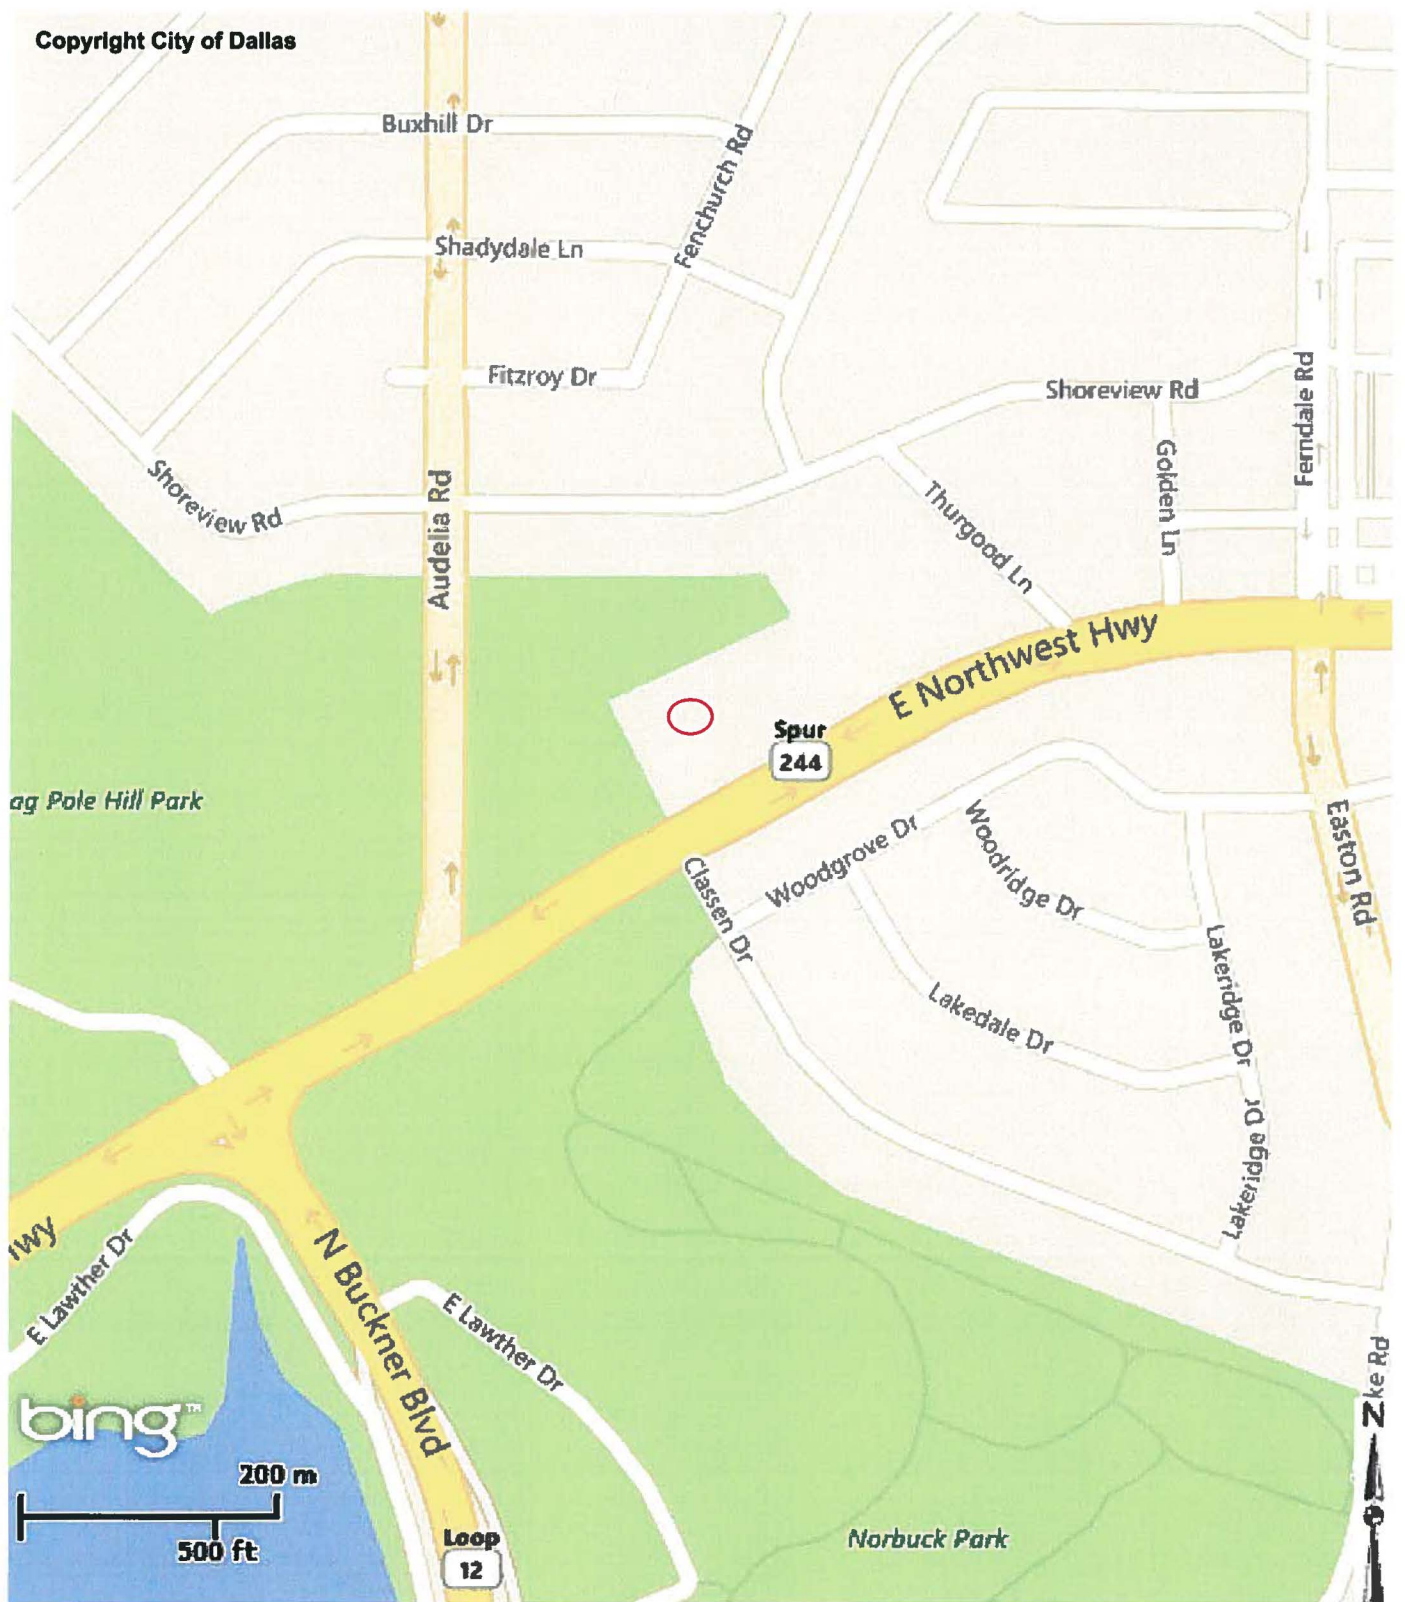 Copyright City of Dallas
Buxhill Dr
Fenchurch Rd
Shadydale Ln
Fitzroy Dr
Shoreview Rd
Ferndale Rd
Shoreview Rd
Audelia Rd
Golden Ln
Thurgood Ln
E Northwest Hwy
Spur
244
ag Pole Hill Park
Woodgrove Dr
Woodridge Dr
Easton Rd
Classen Dr
Lakeridge Dr
Lakedale Dr
Lakeridge Dr
wy
E Lawther Dr
N Buckner Blvd
E Lawther Dr
ke Rd
bing™
N
200 m
500 ft
Loop
12
Norbuck Park